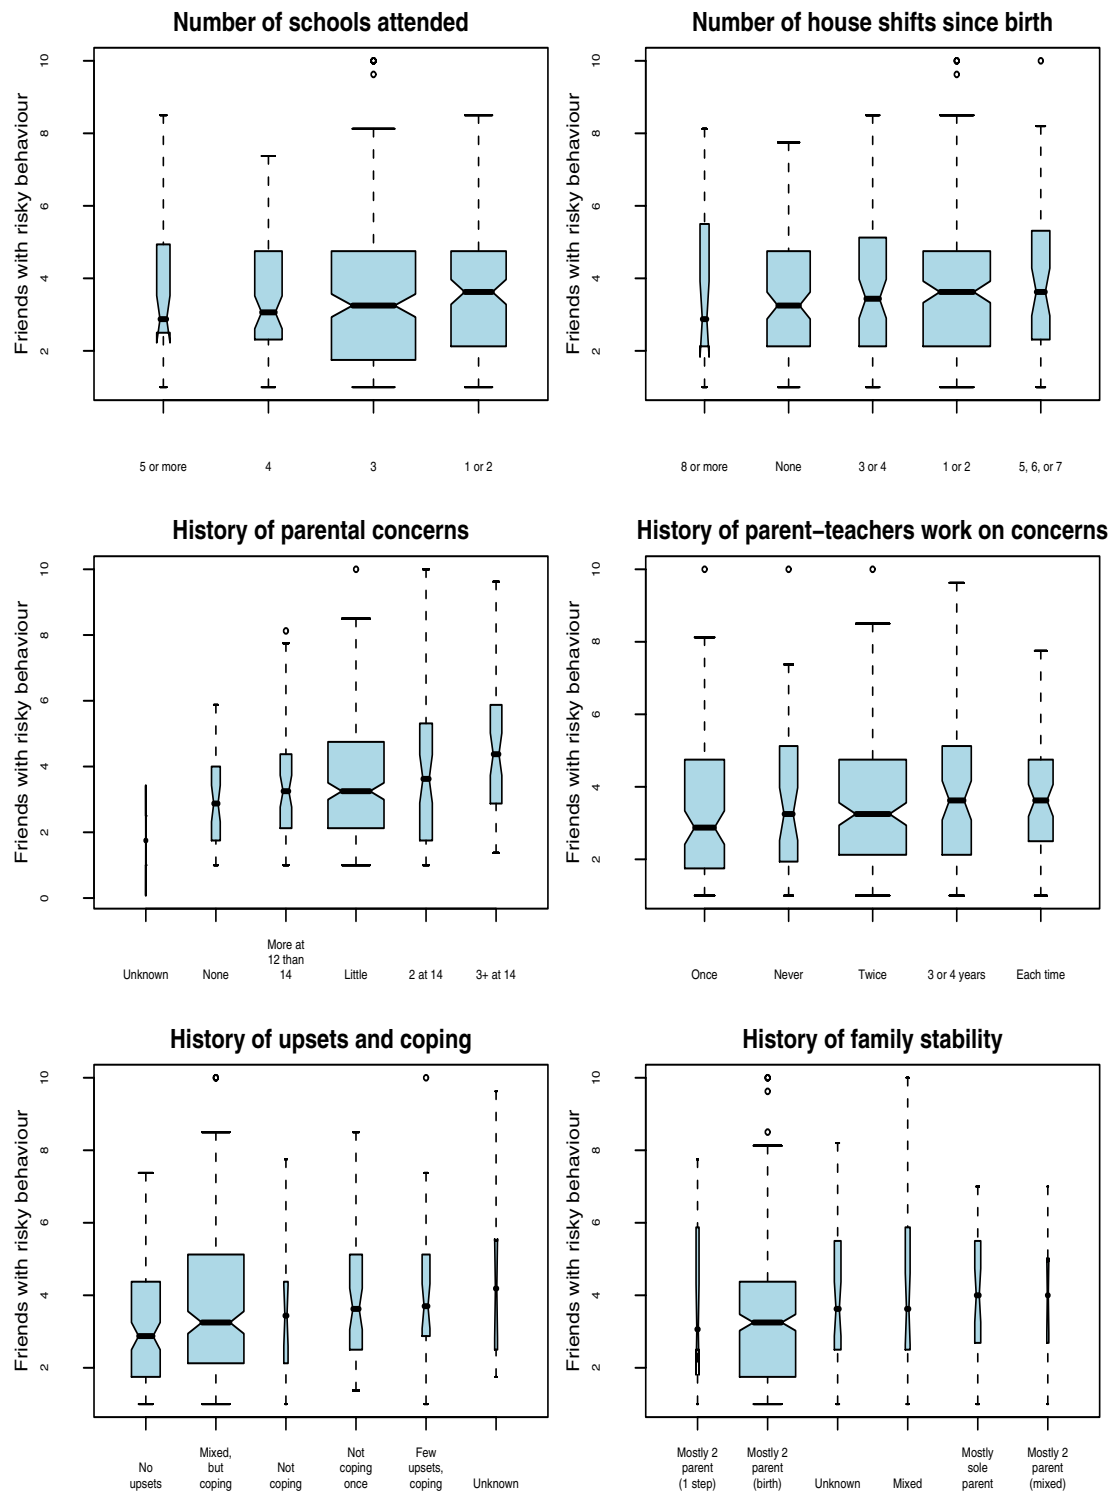 Number of schools attended
Friends with risky behaviour
10
8
6
4
2
5 or more
4
3
1 or 2
Number of house shifts since birth
Friends with risky behaviour
10
8
6
4
2
8 or more
None
3 or 4
1 or 2
5, 6, or 7
History of parental concerns
Friends with risky behaviour
10
8
6
4
2
0
Unknown
None
More at
12 than
14
Little
2 at 14
3+ at 14
History of parent–teachers work on concerns
Friends with risky behaviour
10
8
6
4
2
Once
Never
Twice
3 or 4 years
Each time
History of upsets and coping
Friends with risky behaviour
10
8
6
4
2
No
upsets
Mixed,
but
coping
Not
coping
Not
coping
once
Few
upsets,
coping
Unknown
History of family stability
Friends with risky behaviour
10
8
6
4
2
Mostly 2
parent
(1 step)
Mostly 2
parent
(birth)
Unknown
Mixed
Mostly
sole
parent
Mostly 2
parent
(mixed)